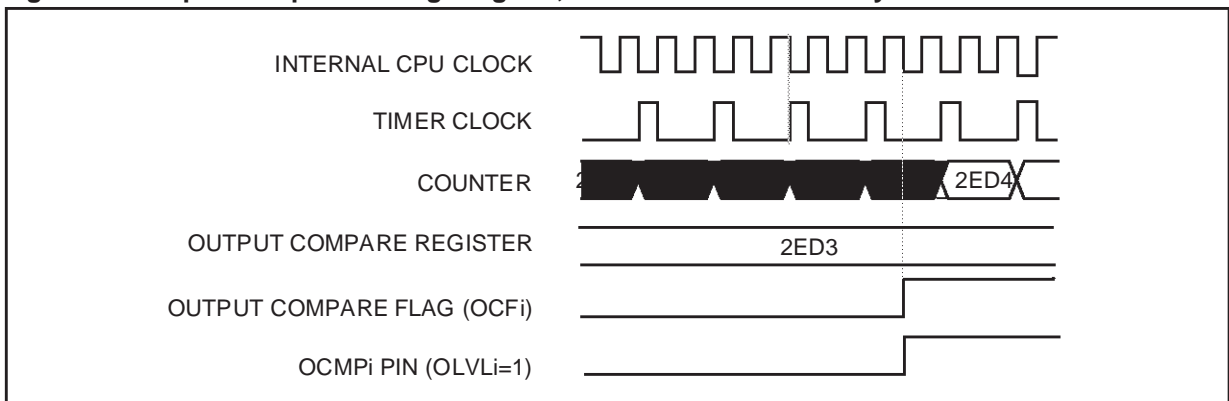 INTERNAL CPU CLOCK
TIMER CLOCK
COUNTER
2ED4
OUTPUT COMPARE REGISTER
2ED3
OUTPUT COMPARE FLAG (OCFi)
OCMPi PIN (OLVLi=1)